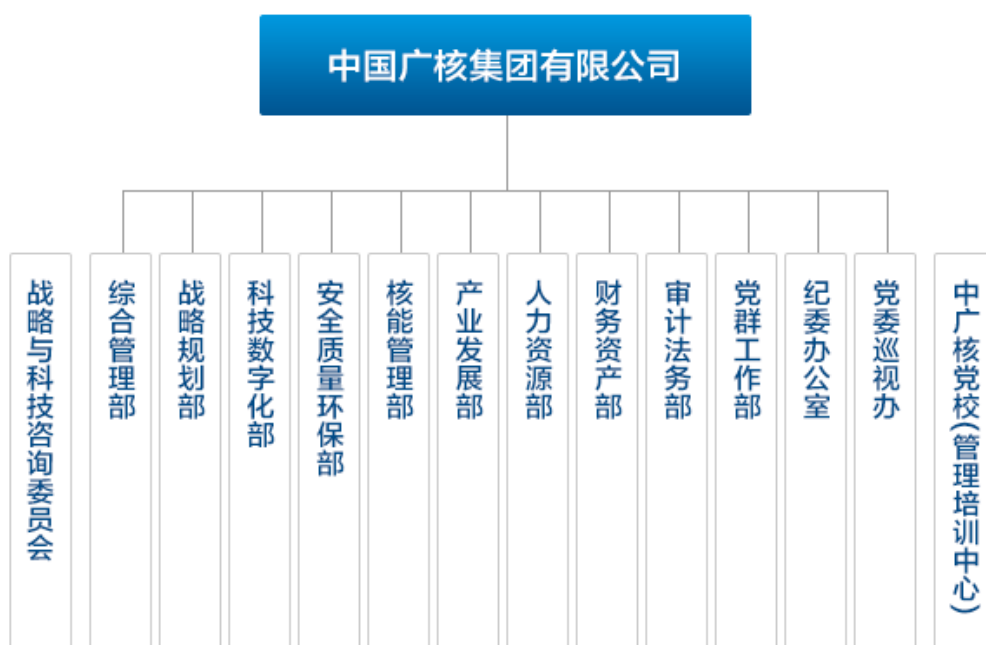 中国广核集团有限公司
战略与科技咨询委员会
综合管理部
战略规划部
科技数字化部
安全质量环保部
核能管理部
产业发展部
人力资源部
财务资产部
审计法务部
党群工作部
纪委办公室
党委巡视办
中广核党校(管理培训中心)